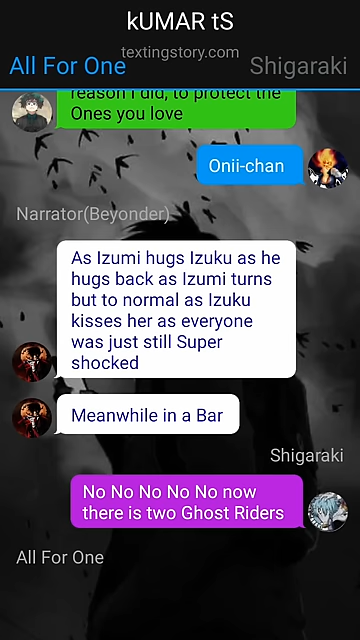 kUMAR tS
textingstory.com
All For One
Shigaraki
reason I did, to protect the
Ones you love
Onii-chan
Narrator(Beyonder)
As Izumi hugs Izuku as he
hugs back as Izumi turns
but to normal as Izuku
kisses her as everyone
was just still Super
shocked
Meanwhile in a Bar
Shigaraki
No No No No No now
there is two Ghost Riders
All For One